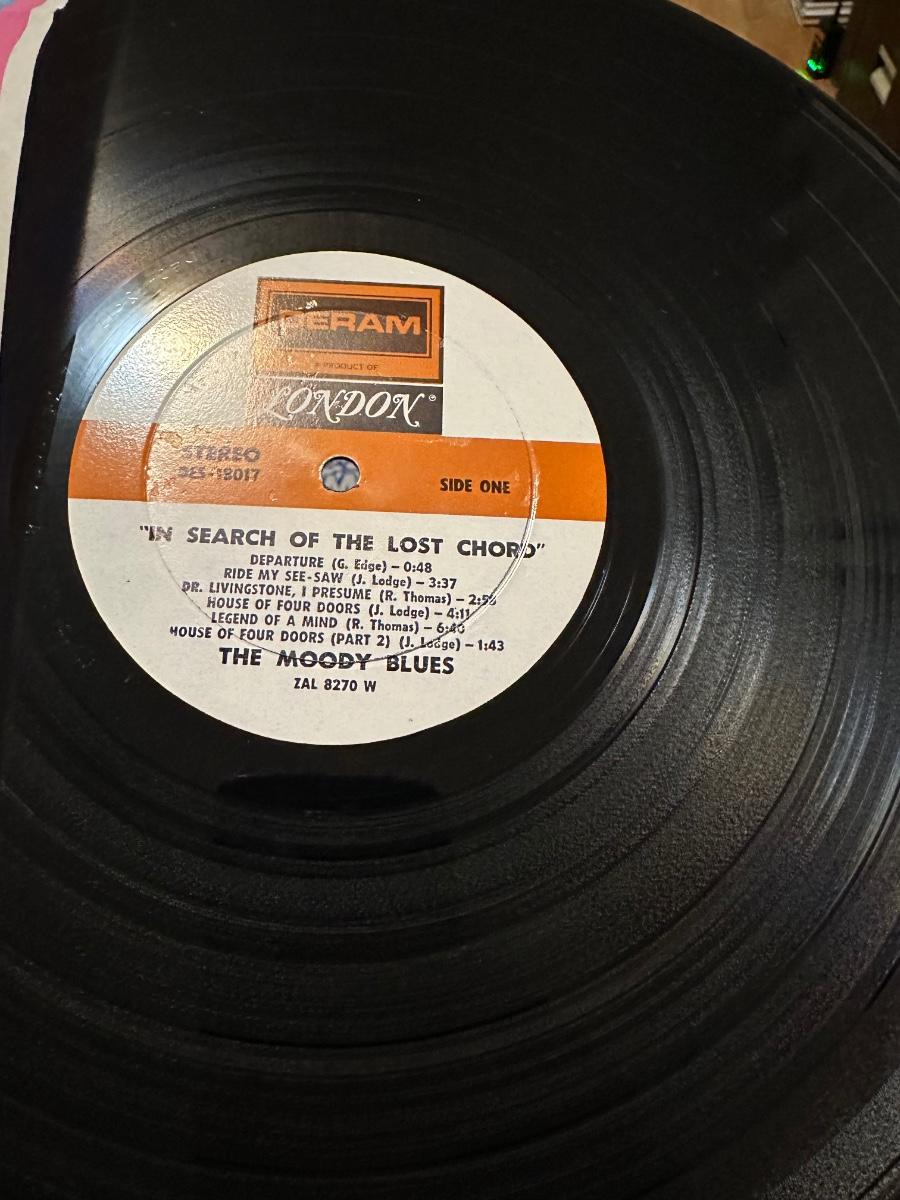 DERAM
A PRODUCT OF
LONDON®
STEREO
DES-18017
SIDE ONE
"IN SEARCH OF THE LOST CHORD"
DEPARTURE (G. Edge) – 0:48
RIDE MY SEE-SAW (J. Lodge) – 3:37
DR. LIVINGSTONE, I PRESUME (R. Thomas) –
HOUSE OF FOUR DOORS (J. Lodge) – 4:11
LEGEND OF A MIND (R. Thomas) –
HOUSE OF FOUR DOORS (PART 2) (J. Lodge) – 1:43
THE MOODY BLUES
ZAL 8270 W